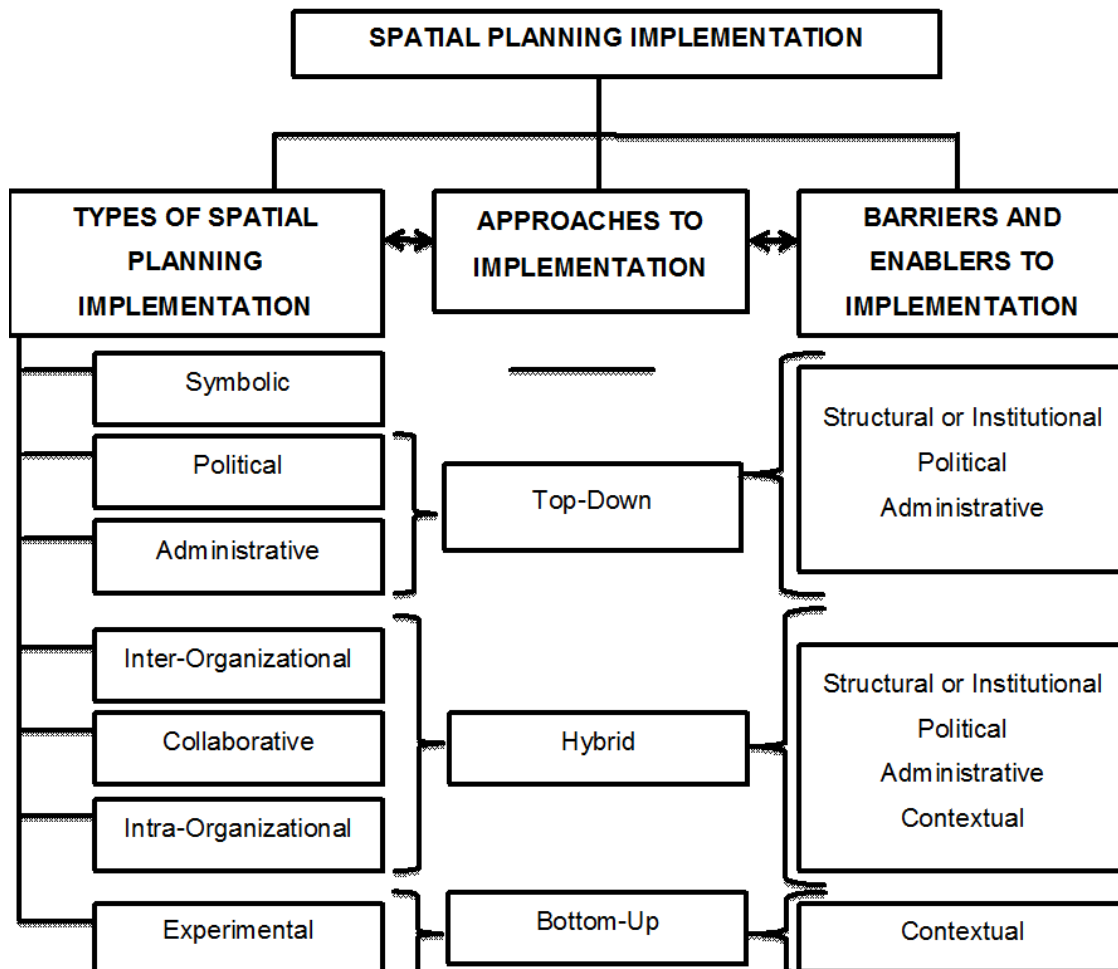 SPATIAL PLANNING IMPLEMENTATION
TYPES OF SPATIAL
PLANNING
IMPLEMENTATION
APPROACHES TO
IMPLEMENTATION
BARRIERS AND
ENABLERS TO
IMPLEMENTATION
Symbolic
Political
Administrative
Top-Down
Structural or Institutional
Political
Administrative
Inter-Organizational
Collaborative
Intra-Organizational
Hybrid
Structural or Institutional
Political
Administrative
Contextual
Experimental
Bottom-Up
Contextual